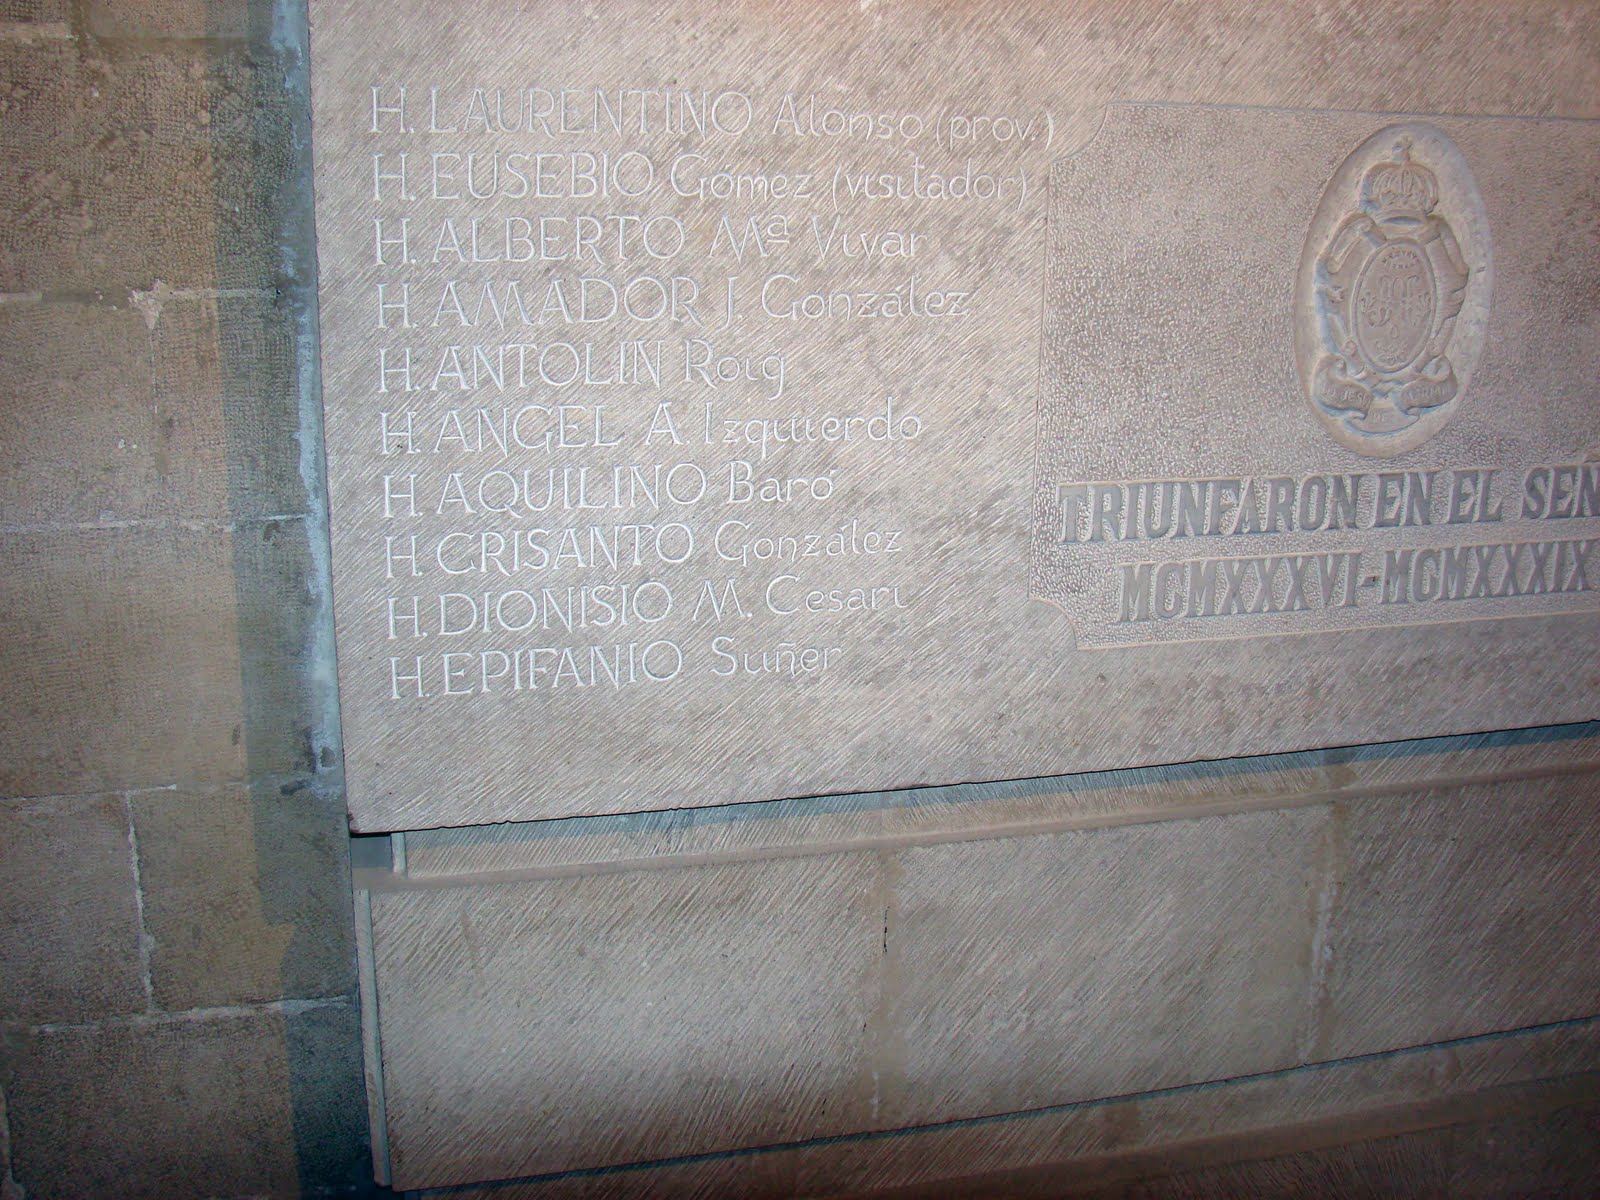 H. LAURENTINO Alonso (prov.)
H. EUSEBIO Gómez (visitador)
H. ALBERTO Mª Vivar
H. AMADOR J. González
H. ANTOLIN Roig
H. ANGEL A. Izquierdo
H. AQUILINO Baró
H. CRISANTO González
H. DIONISIO M. Cesari
H. EPIFANIO Suñer
TRIUNFARON EN EL SEN
MCMXXXVI-MCMXXXIX